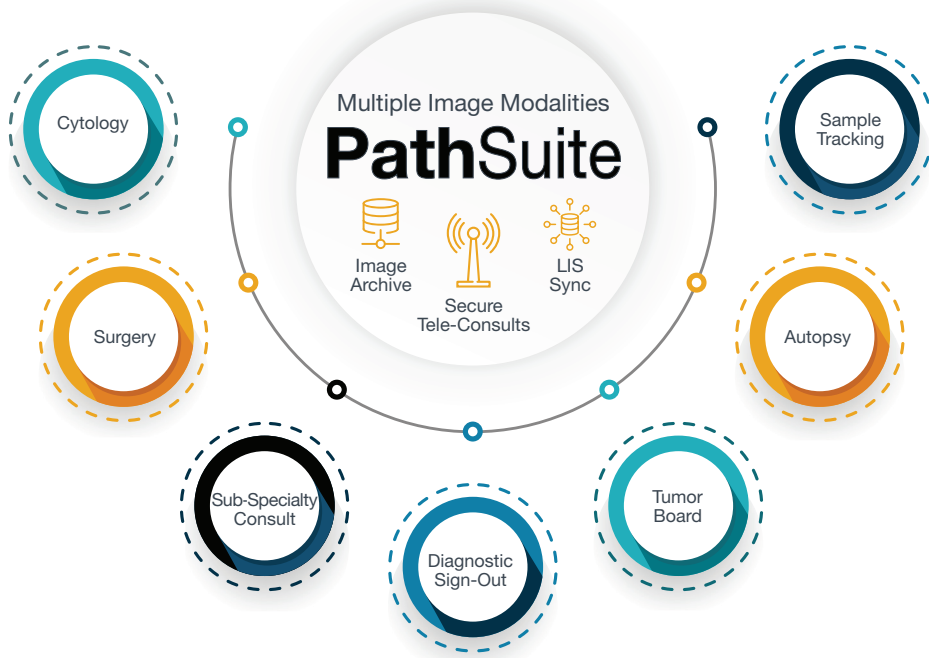 Multiple Image Modalities
PathSuite
Image
Archive
Secure
Tele-Consults
LIS
Sync
Cytology
Surgery
Sub-Specialty
Consult
Diagnostic
Sign-Out
Tumor
Board
Autopsy
Sample
Tracking